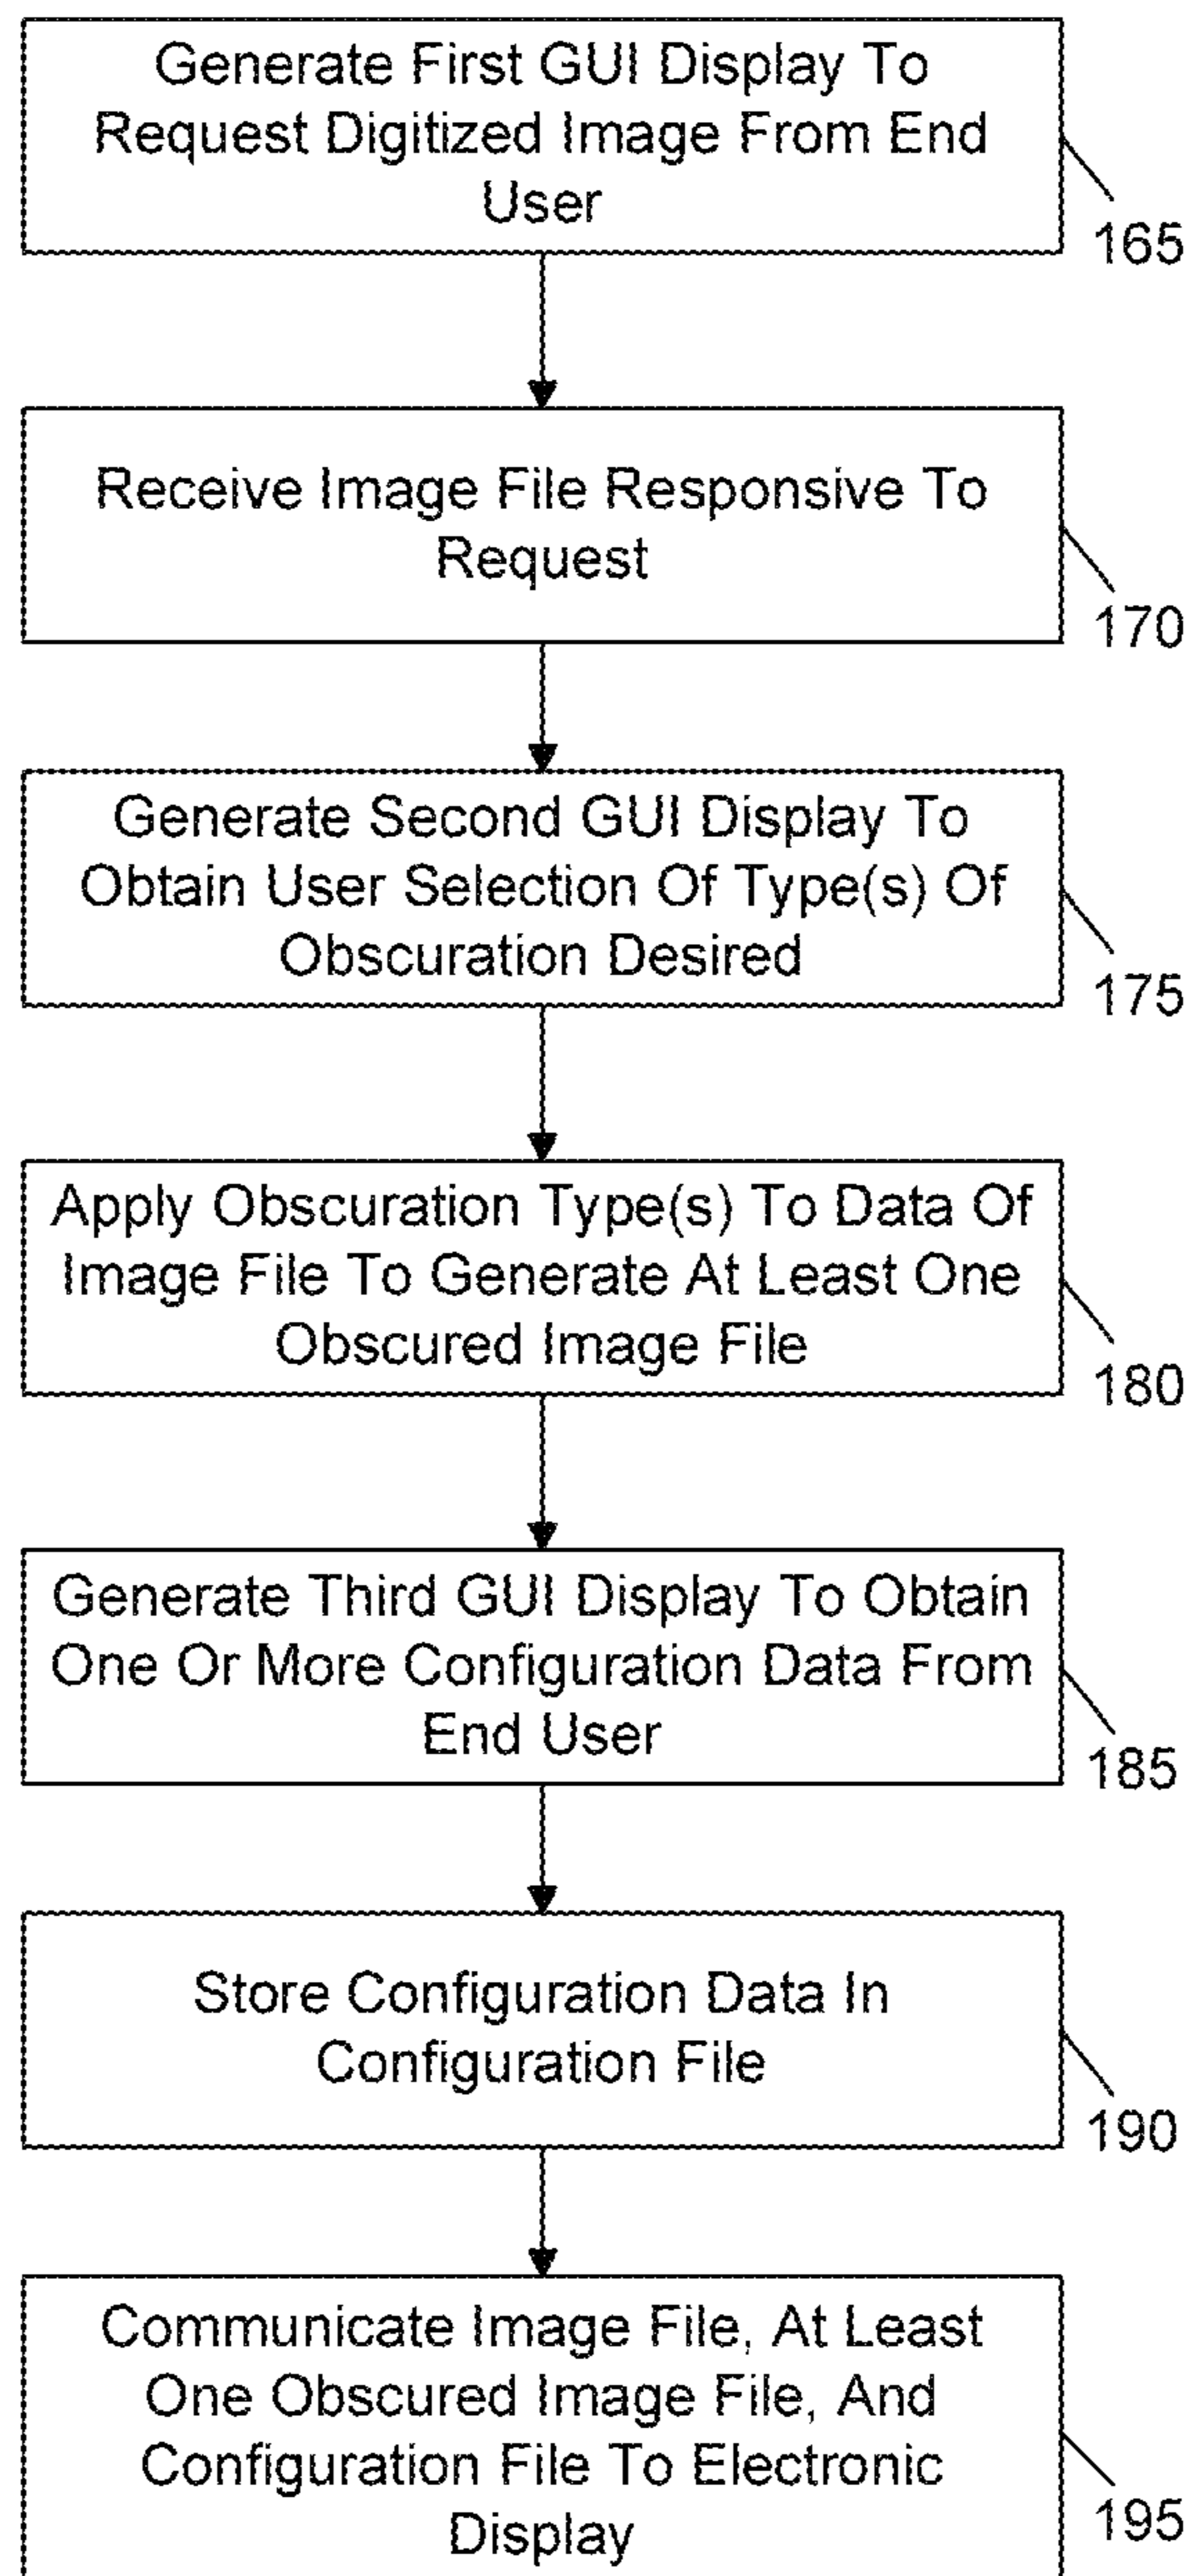 Generate First GUI Display To
Request Digitized Image From End
User
165
Receive Image File Responsive To
Request
170
Generate Second GUI Display To
Obtain User Selection Of Type(s) Of
Obscuration Desired
175
Apply Obscuration Type(s) To Data Of
Image File To Generate At Least One
Obscured Image File
180
Generate Third GUI Display To Obtain
One Or More Configuration Data From
End User
185
Store Configuration Data In
Configuration File
190
Communicate Image File, At Least
One Obscured Image File, And
Configuration File To Electronic
Display
195